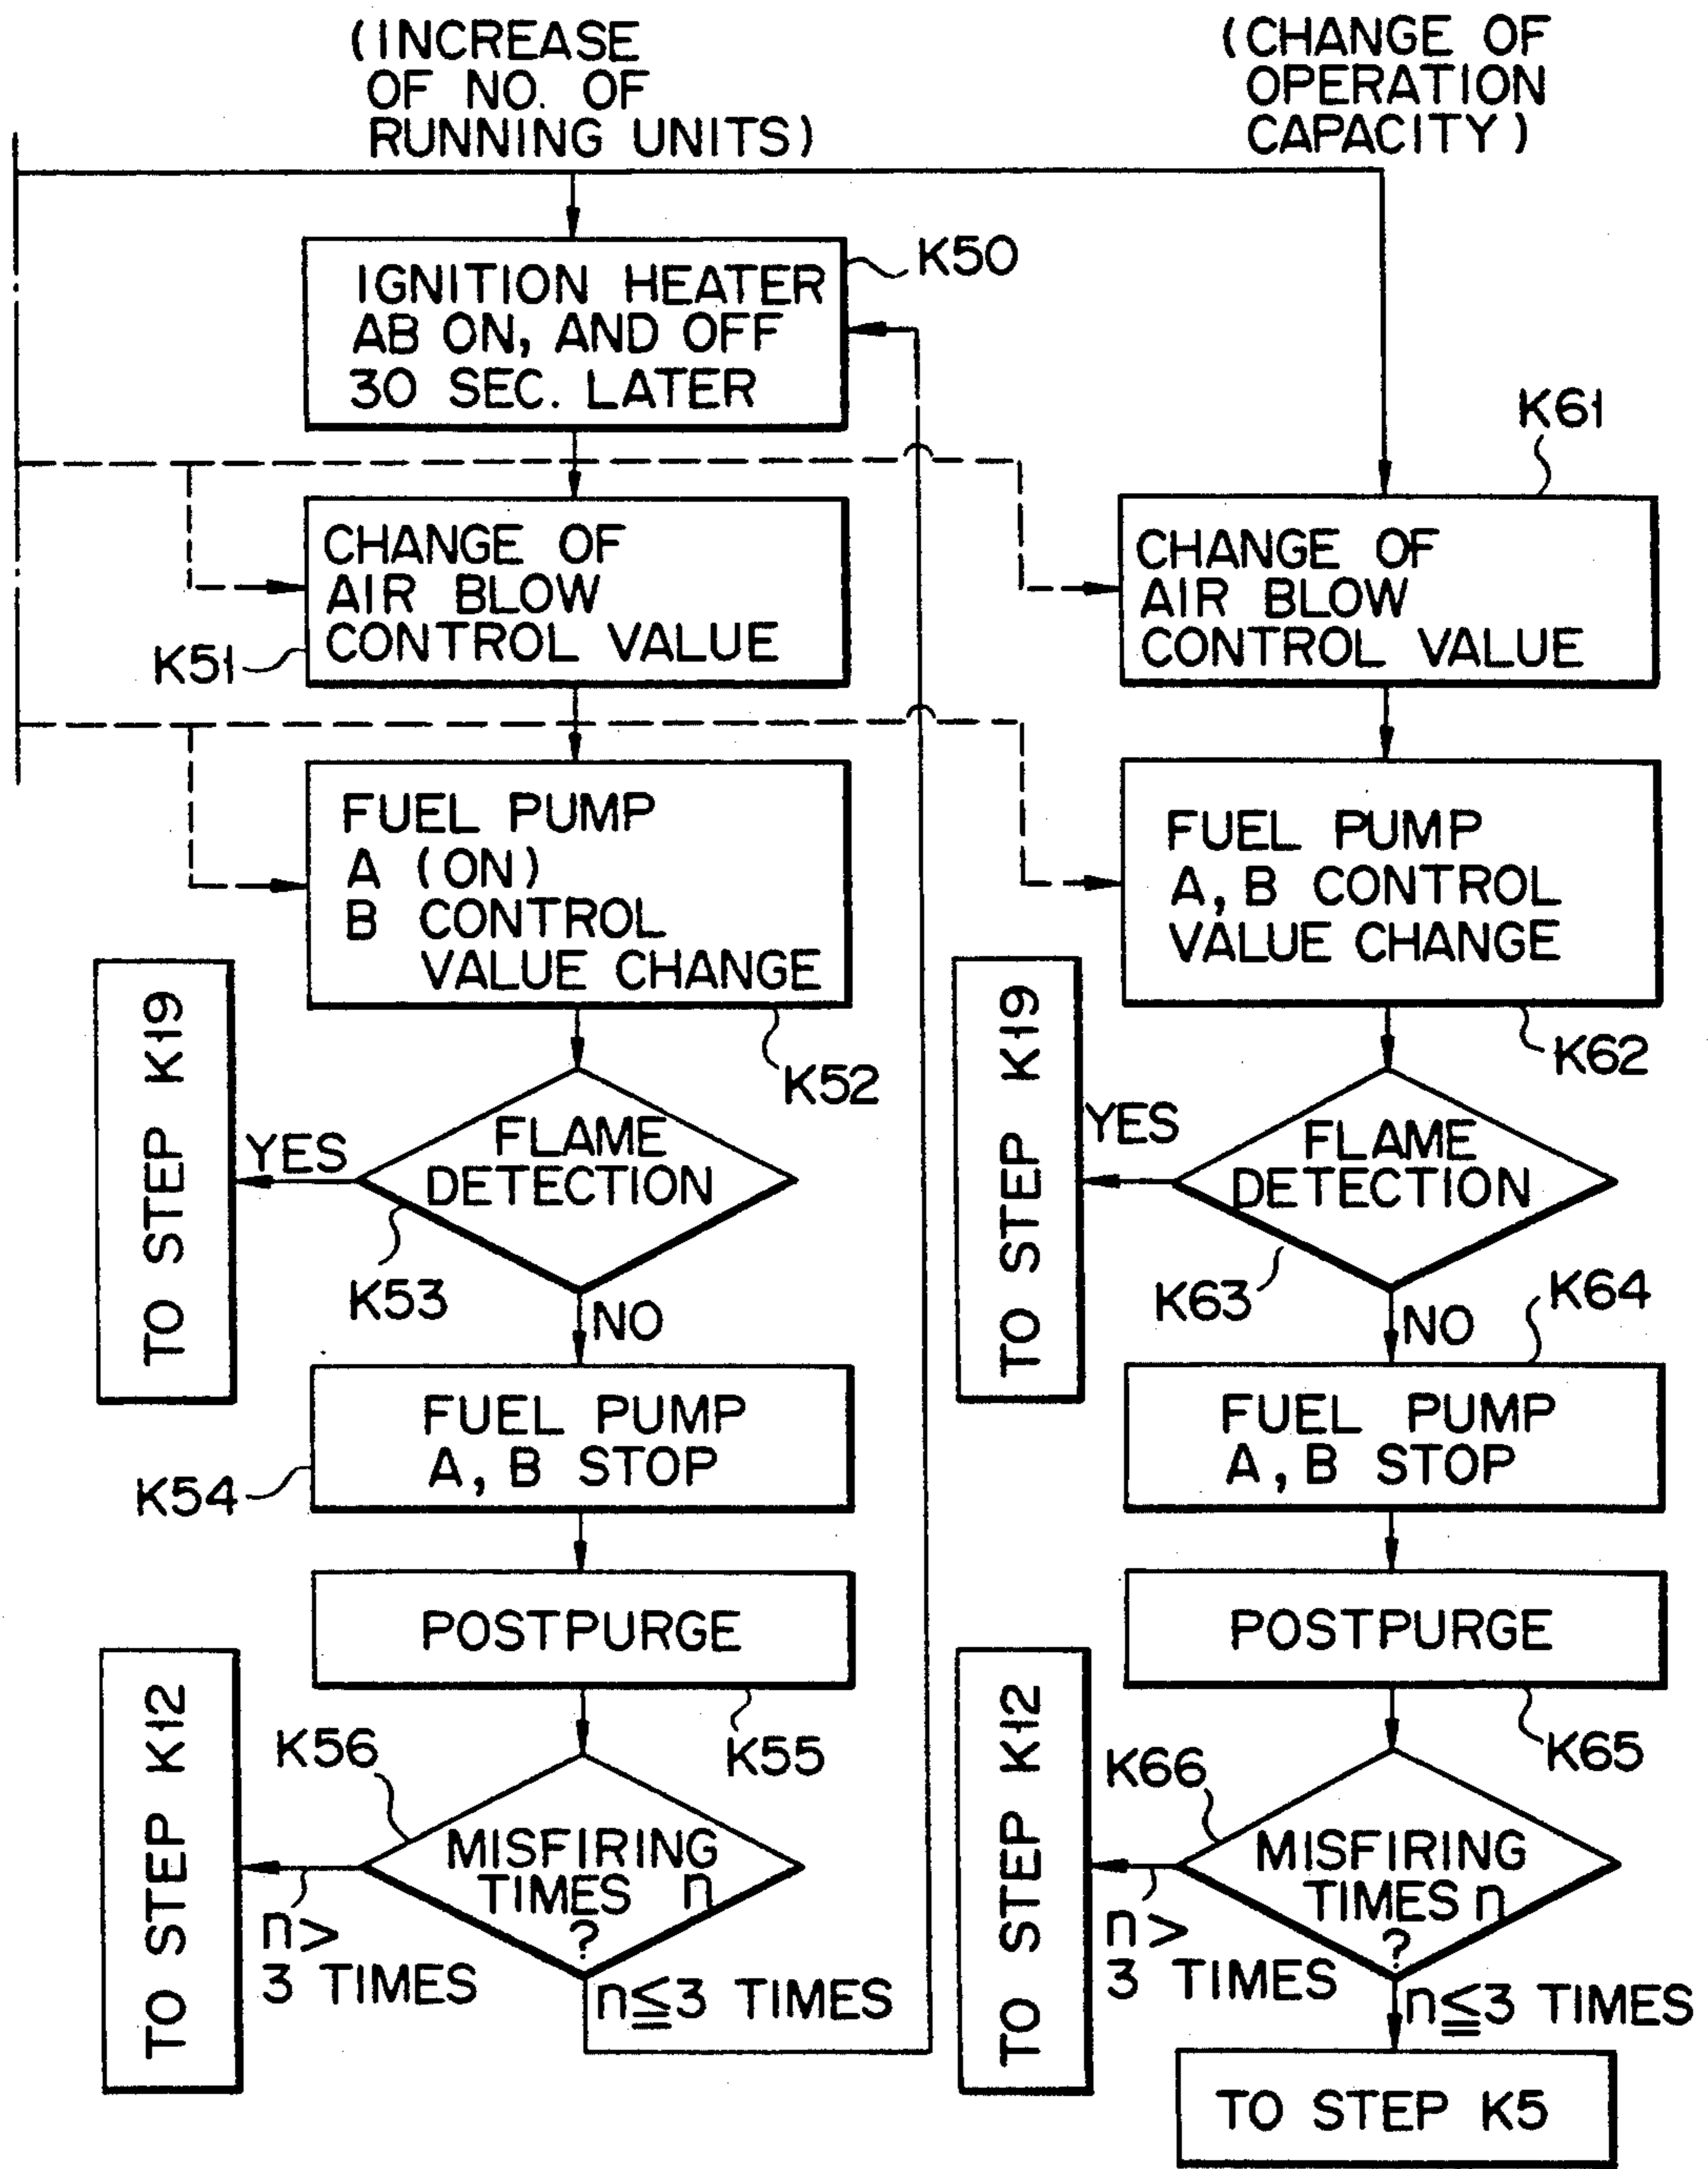 (INCREASE
OF NO. OF
RUNNING UNITS)
IGNITION HEATER
AB ON, AND OFF
30 SEC. LATER
K50
CHANGE OF
AIR BLOW
CONTROL VALUE
K51
FUEL PUMP
A (ON)
B CONTROL
VALUE CHANGE
K52
TO STEP K19
YES
FLAME
DETECTION
K53
NO
FUEL PUMP
A, B STOP
K54
POSTPURGE
K55
K56
MISFIRING
TIMES n
?
TO STEP K12
n>
3 TIMES
n≦3 TIMES
(CHANGE OF
OPERATION
CAPACITY)
K61
CHANGE OF
AIR BLOW
CONTROL VALUE
FUEL PUMP
A, B CONTROL
VALUE CHANGE
K62
TO STEP K19
YES
FLAME
DETECTION
K63
NO
K64
FUEL PUMP
A, B STOP
POSTPURGE
K65
K66
MISFIRING
TIMES n
?
TO STEP K12
n>
3 TIMES
n≦3 TIMES
TO STEP K5